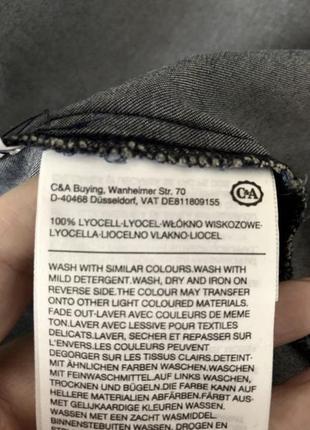 C&A Buying, Wanheimer Str. 70
D-40468 Düsseldorf, VAT DE811809155
C&A
100% LYOCELL-LYOCEL-WŁÓKNO WISKOZOWE-
LYOCELLA-LIOCELNO VLAKNO-LIOCEL
WASH WITH SIMILAR COLOURS.WASH WITH
MILD DETERGENT.WASH, DRY AND IRON ON
REVERSE SIDE.THE COLOUR MAY TRANSFER
ONTO OTHER LIGHT COLOURED MATERIALS.
FADE OUT-LAVER AVEC COULEURS DE MEME
TON.LAVER AVEC LESSIVE POUR TEXTILES
DELICATS.LAVER, SECHER ET REPASSER SUR
L'ENVERS.LES COULEURS PEUVENT
DEGORGER SUR LES TISSUS CLAIRS.DETEINT-
MIT ÄHNLICHEN FARBEN WASCHEN.WASCHEN
MIT FEINWASCHMITTEL.AUF LINKS WASCHEN,
TROCKNEN UND BÜGELN.DIE FARBE KANN AUF
HELLERE MATERIALIEN ABFÄRBEN.FÄRBT AUS-
MET GELIJKAARDIGE KLEUREN WASSEN.
WASSEN MET EEN ZACHT WASMIDDEL.
BINNENSTEBUITEN WASSEN, DROGEN EN